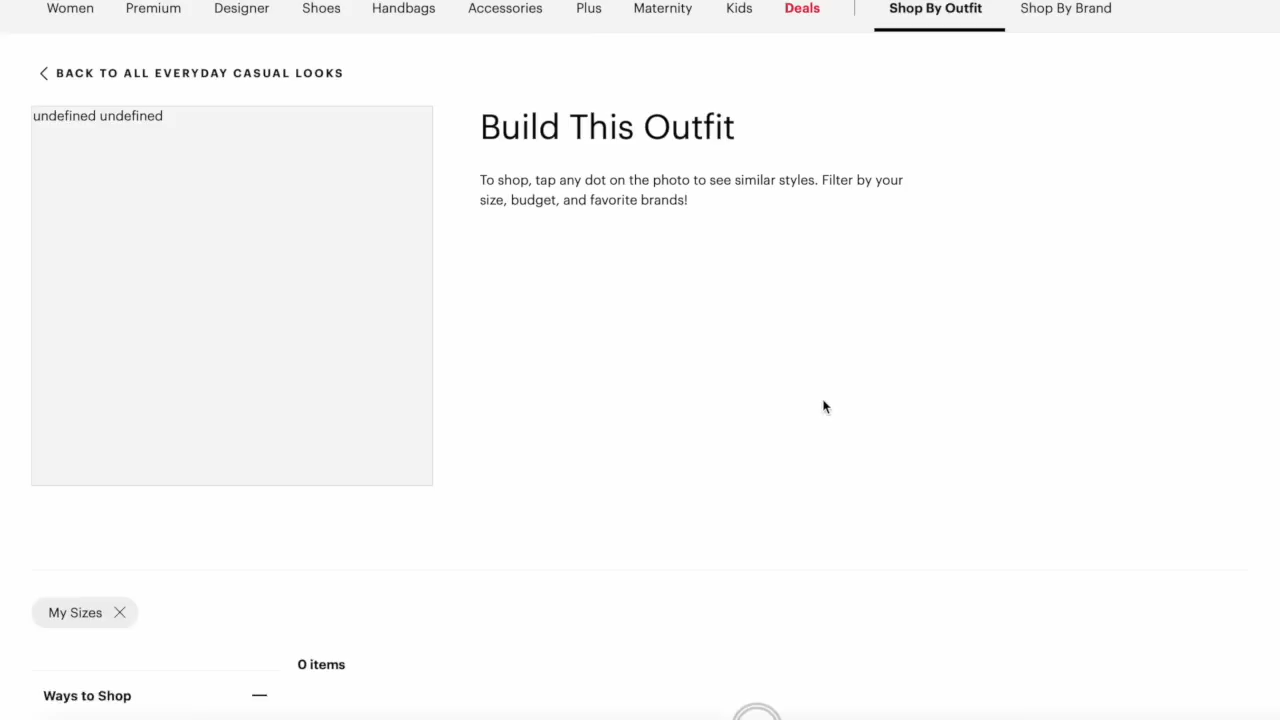 Women Premium Designer Shoes Handbags Accessories Plus Maternity Kids Deals Shop By Outfit Shop By Brand
BACK TO ALL EVERYDAY CASUAL LOOKS
undefined undefined
Build This Outfit
To shop, tap any dot on the photo to see similar styles. Filter by your
size, budget, and favorite brands!
My Sizes
0 items
Ways to Shop